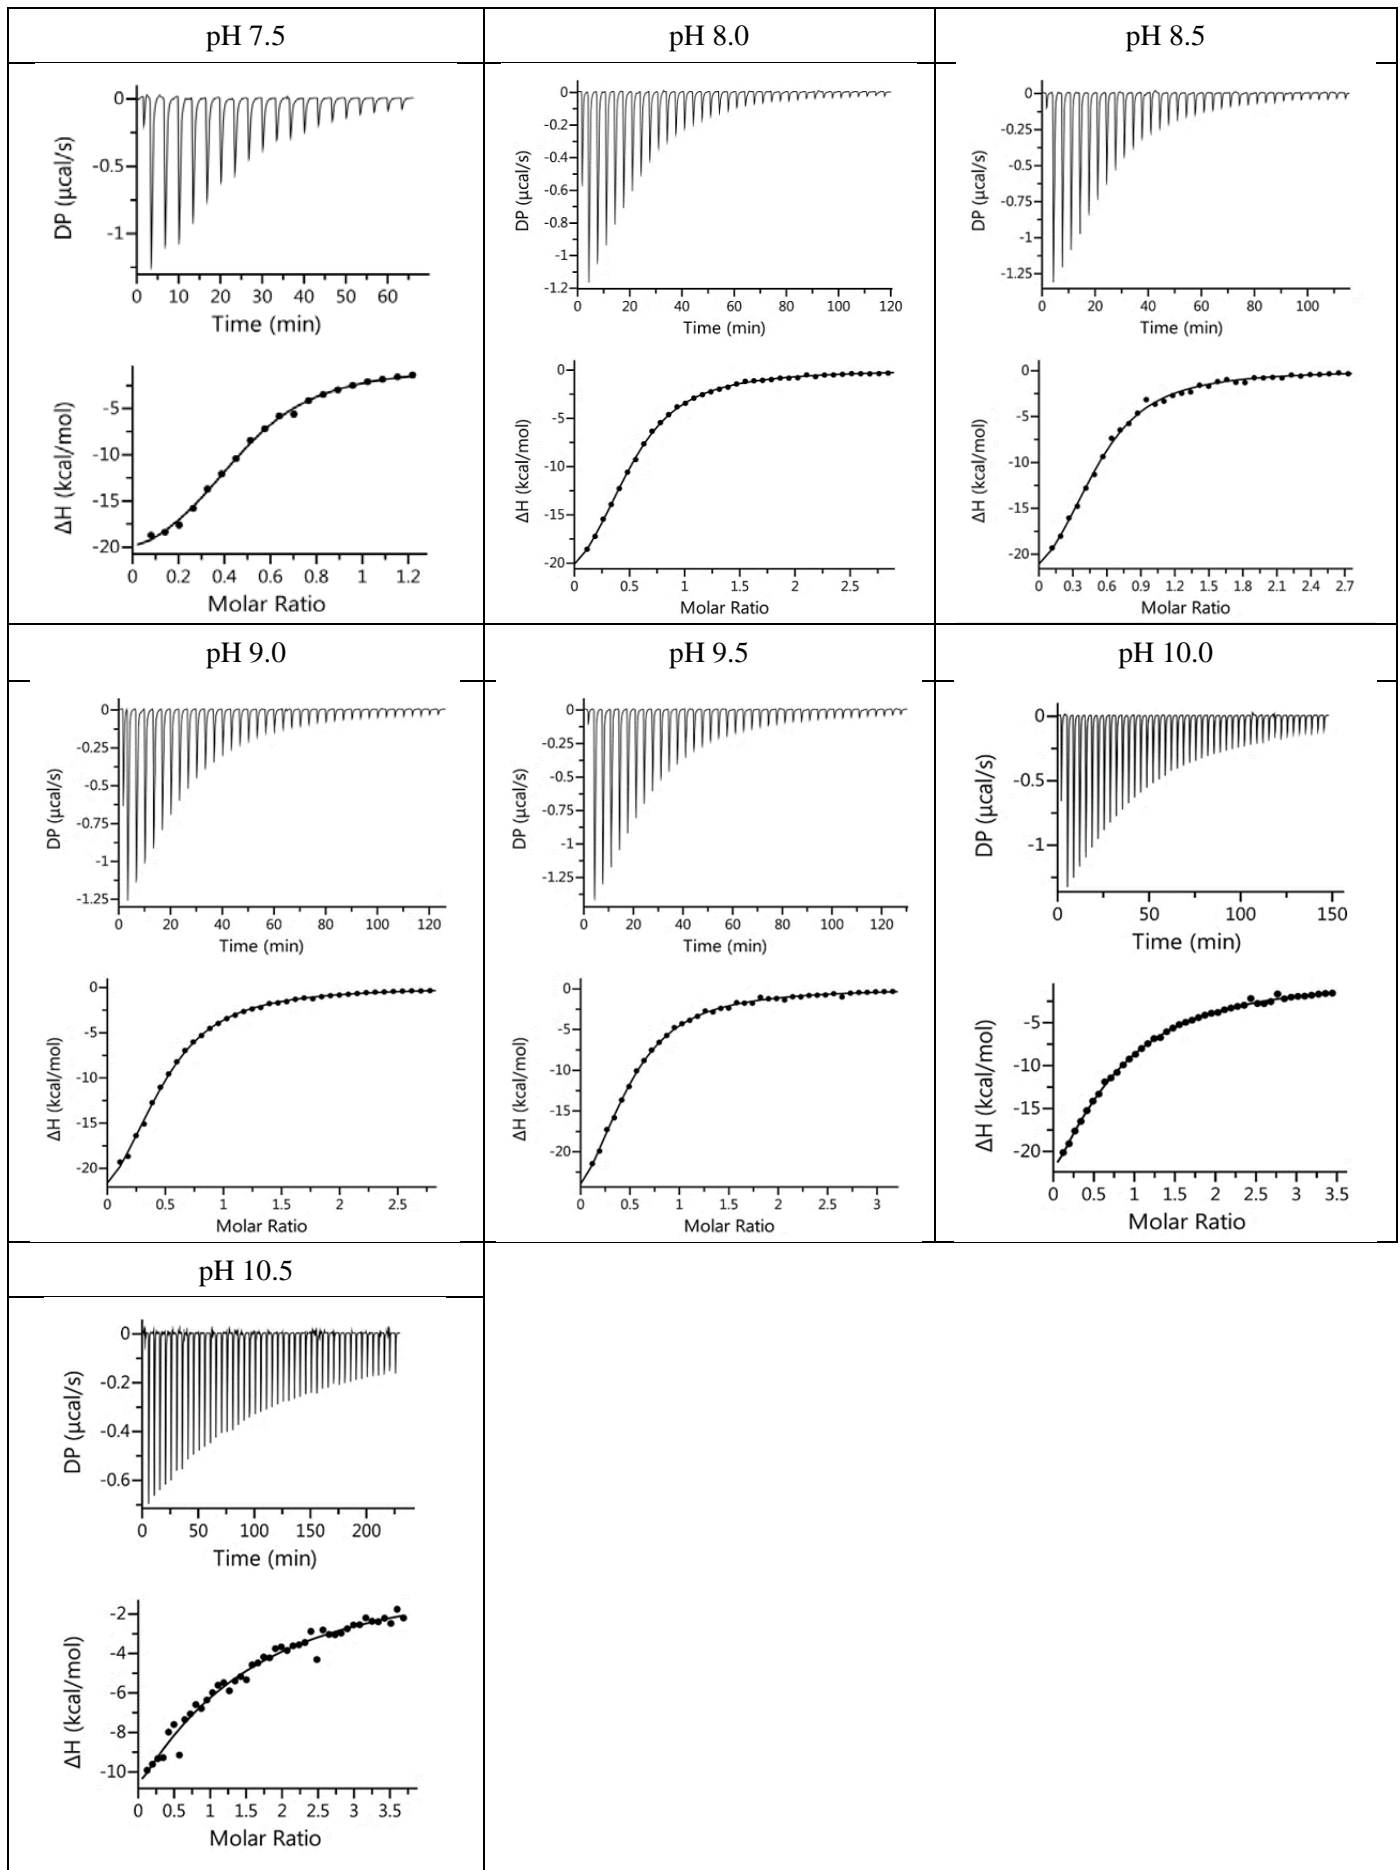 pH 7.5
0
-0.5
-1
DP (µcal/s)
0 10 20 30 40 50 60
Time (min)
-5
-10
-15
-20
ΔH (kcal/mol)
0 0.2 0.4 0.6 0.8 1 1.2
Molar Ratio
pH 8.0
0
-0.2
-0.4
-0.6
-0.8
-1
-1.2
DP (µcal/s)
0 20 40 60 80 100 120
Time (min)
0
-5
-10
-15
-20
ΔH (kcal/mol)
0 0.5 1 1.5 2 2.5
Molar Ratio
pH 8.5
0
-0.25
-0.5
-0.75
-1
-1.25
DP (µcal/s)
0 20 40 60 80 100
Time (min)
0
-5
-10
-15
-20
ΔH (kcal/mol)
0 0.3 0.6 0.9 1.2 1.5 1.8 2.1 2.4 2.7
Molar Ratio
pH 9.0
0
-0.25
-0.5
-0.75
-1
-1.25
DP (µcal/s)
0 20 40 60 80 100 120
Time (min)
0
-5
-10
-15
-20
ΔH (kcal/mol)
0 0.5 1 1.5 2 2.5
Molar Ratio
pH 9.5
0
-0.25
-0.5
-0.75
-1
-1.25
DP (µcal/s)
0 20 40 60 80 100 120
Time (min)
0
-5
-10
-15
-20
ΔH (kcal/mol)
0 0.5 1 1.5 2 2.5 3
Molar Ratio
pH 10.0
0
-0.5
-1
DP (µcal/s)
0 50 100 150
Time (min)
-5
-10
-15
-20
ΔH (kcal/mol)
0 0.5 1 1.5 2 2.5 3 3.5
Molar Ratio
pH 10.5
0
-0.2
-0.4
-0.6
DP (µcal/s)
0 50 100 150 200
Time (min)
-2
-4
-6
-8
-10
ΔH (kcal/mol)
0 0.5 1 1.5 2 2.5 3 3.5
Molar Ratio